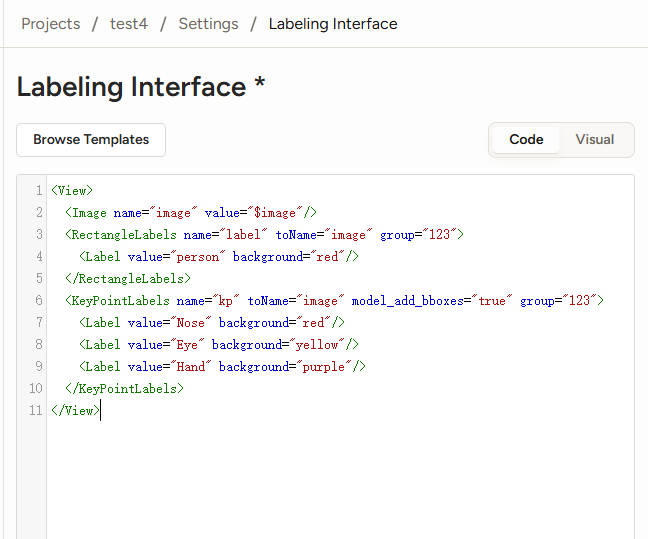 Projects / test4 / Settings / Labeling Interface
Labeling Interface *
Browse Templates
Code Visual
1 <View>
2 <Image name="image" value="$image"/>
3 <RectangleLabels name="label" toName="image" group="123">
4 <Label value="person" background="red"/>
5 </RectangleLabels>
6 <KeyPointLabels name="kp" toName="image" model_add_bboxes="true" group="123">
7 <Label value="Nose" background="red"/>
8 <Label value="Eye" background="yellow"/>
9 <Label value="Hand" background="purple"/>
10 </KeyPointLabels>
11 </View>